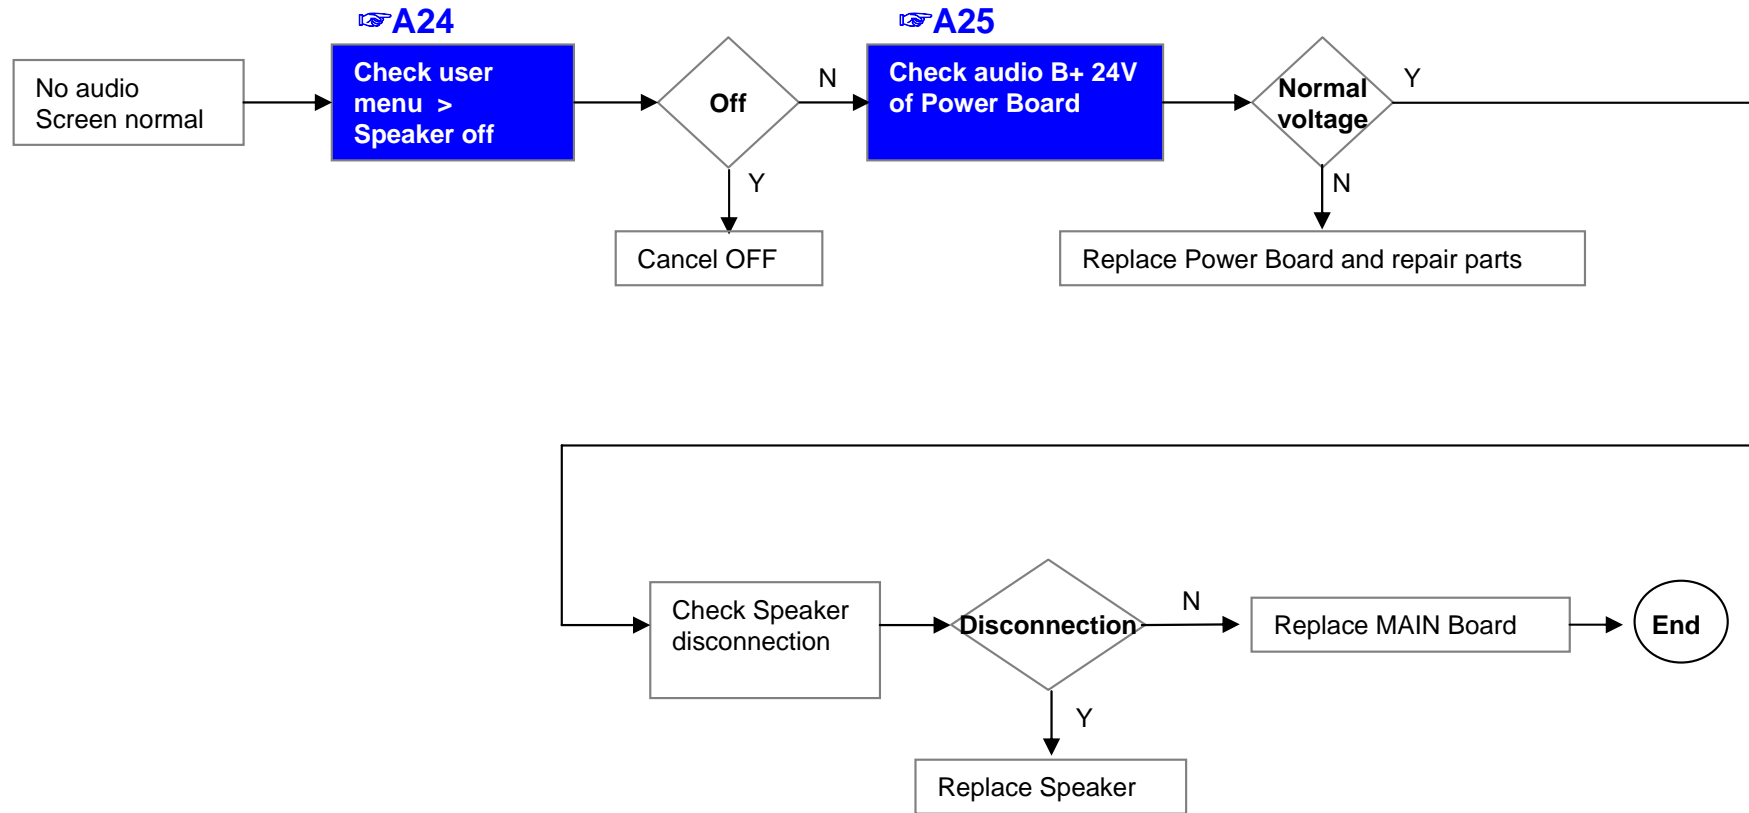 ☞A24
☞A25
No audio
Screen normal
Check user
menu >
Speaker off
Off
N
Check audio B+ 24V
of Power Board
Normal
voltage
Y
Y
N
Cancel OFF
Replace Power Board and repair parts
Check Speaker
disconnection
Disconnection
N
Replace MAIN Board
End
Y
Replace Speaker